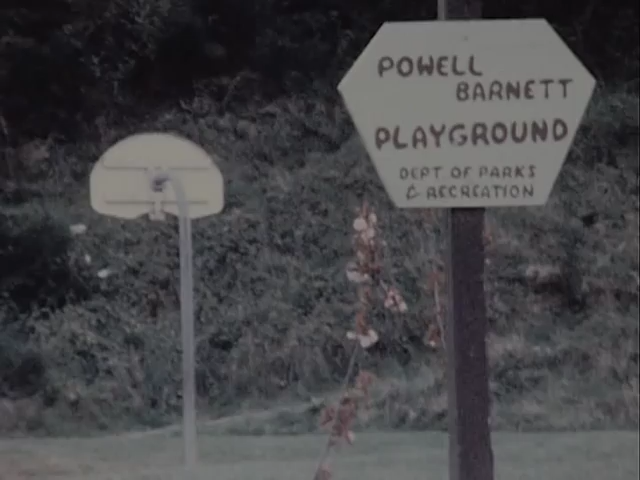 POWELL
BARNETT
PLAYGROUND
DEPT. OF PARKS
& RECREATION